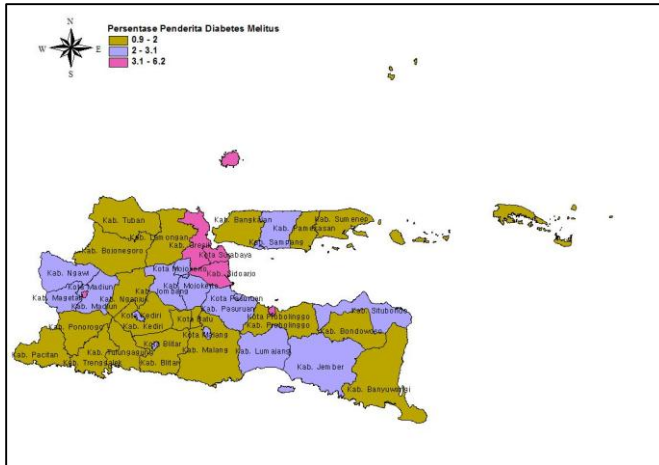 N
W E
S
Persentase Penderita Diabetes Melitus
0.9 - 2
2 - 3.1
3.1 - 6.2
Kab. Tuban
Kab. Bangkalan
Kab. Sumenep
Kab. Pamekasan
Kab. Lamongan
Kab. Sampang
Kab. Gresik
Kota Surabaya
Kab. Bojonegoro
Kab. Sidoarjo
Kota Mojokerto
Kab. Ngawi
Kota Madiun
Kab. Mojokerto
Kab. Nganjuk
Kab. Jombang
Kab. Magetan
Kab. Madiun
Kota Pasuruan
Kab. Pasuruan
Kab. Situbondo
Kota Kediri
Kota Batu
Kota Probolinggo
Kab. Ponorogo
Kab. Kediri
Kab. Probolinggo
Kab. Bondowoso
Kota Malang
Kota Blitar
Kab. Pacitan
Kab. Tulungagung
Kab. Trenggalek
Kab. Blitar
Kab. Malang
Kab. Lumajang
Kab. Jember
Kab. Banyuwangi